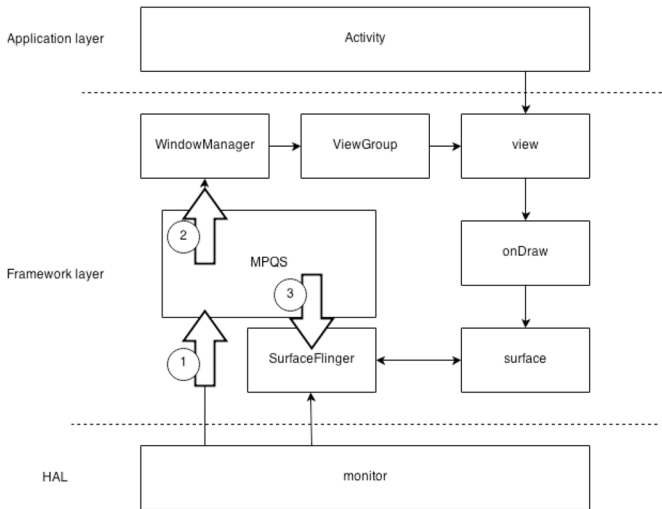 Application layer
Activity
WindowManager
ViewGroup
view
2
MPQS
onDraw
Framework layer
3
1
SurfaceFlinger
surface
HAL
monitor